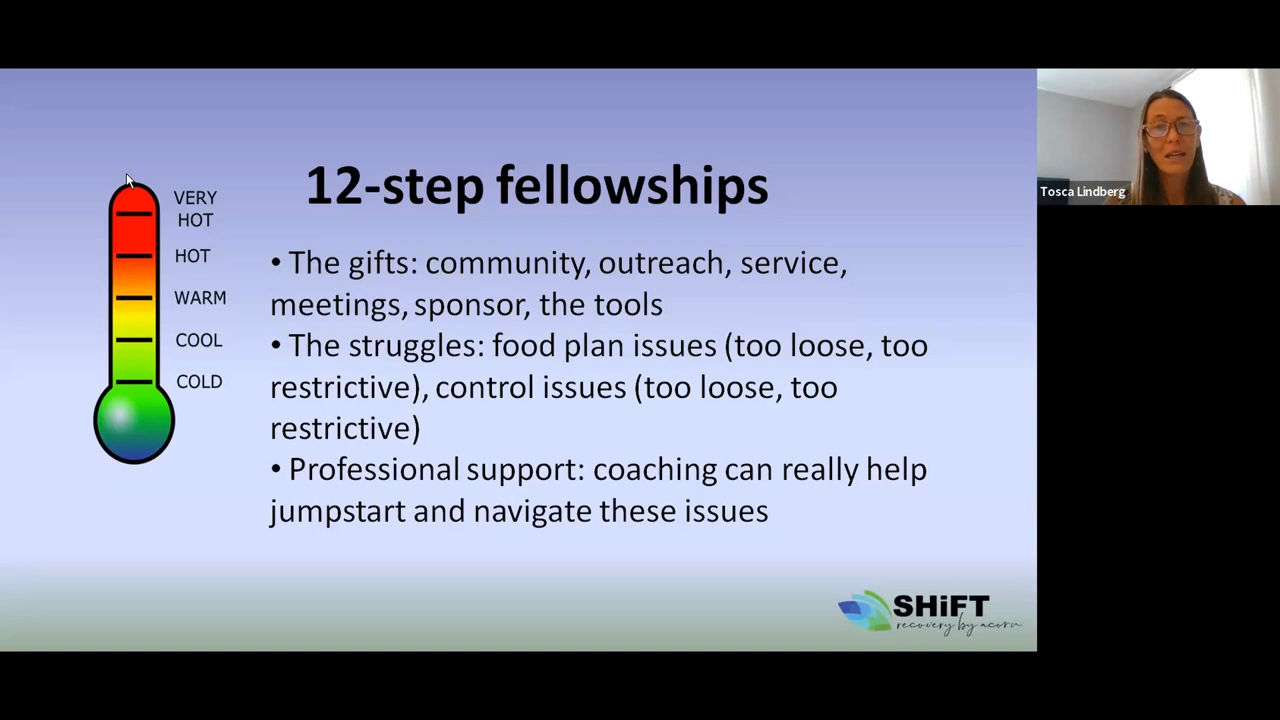 12-step fellowships
VERY
HOT
HOT
WARM
COOL
COLD
• The gifts: community, outreach, service,
meetings, sponsor, the tools
• The struggles: food plan issues (too loose, too
restrictive), control issues (too loose, too
restrictive)
• Professional support: coaching can really help
jumpstart and navigate these issues
SHiFT
recovery by acorn
Tosca Lindberg